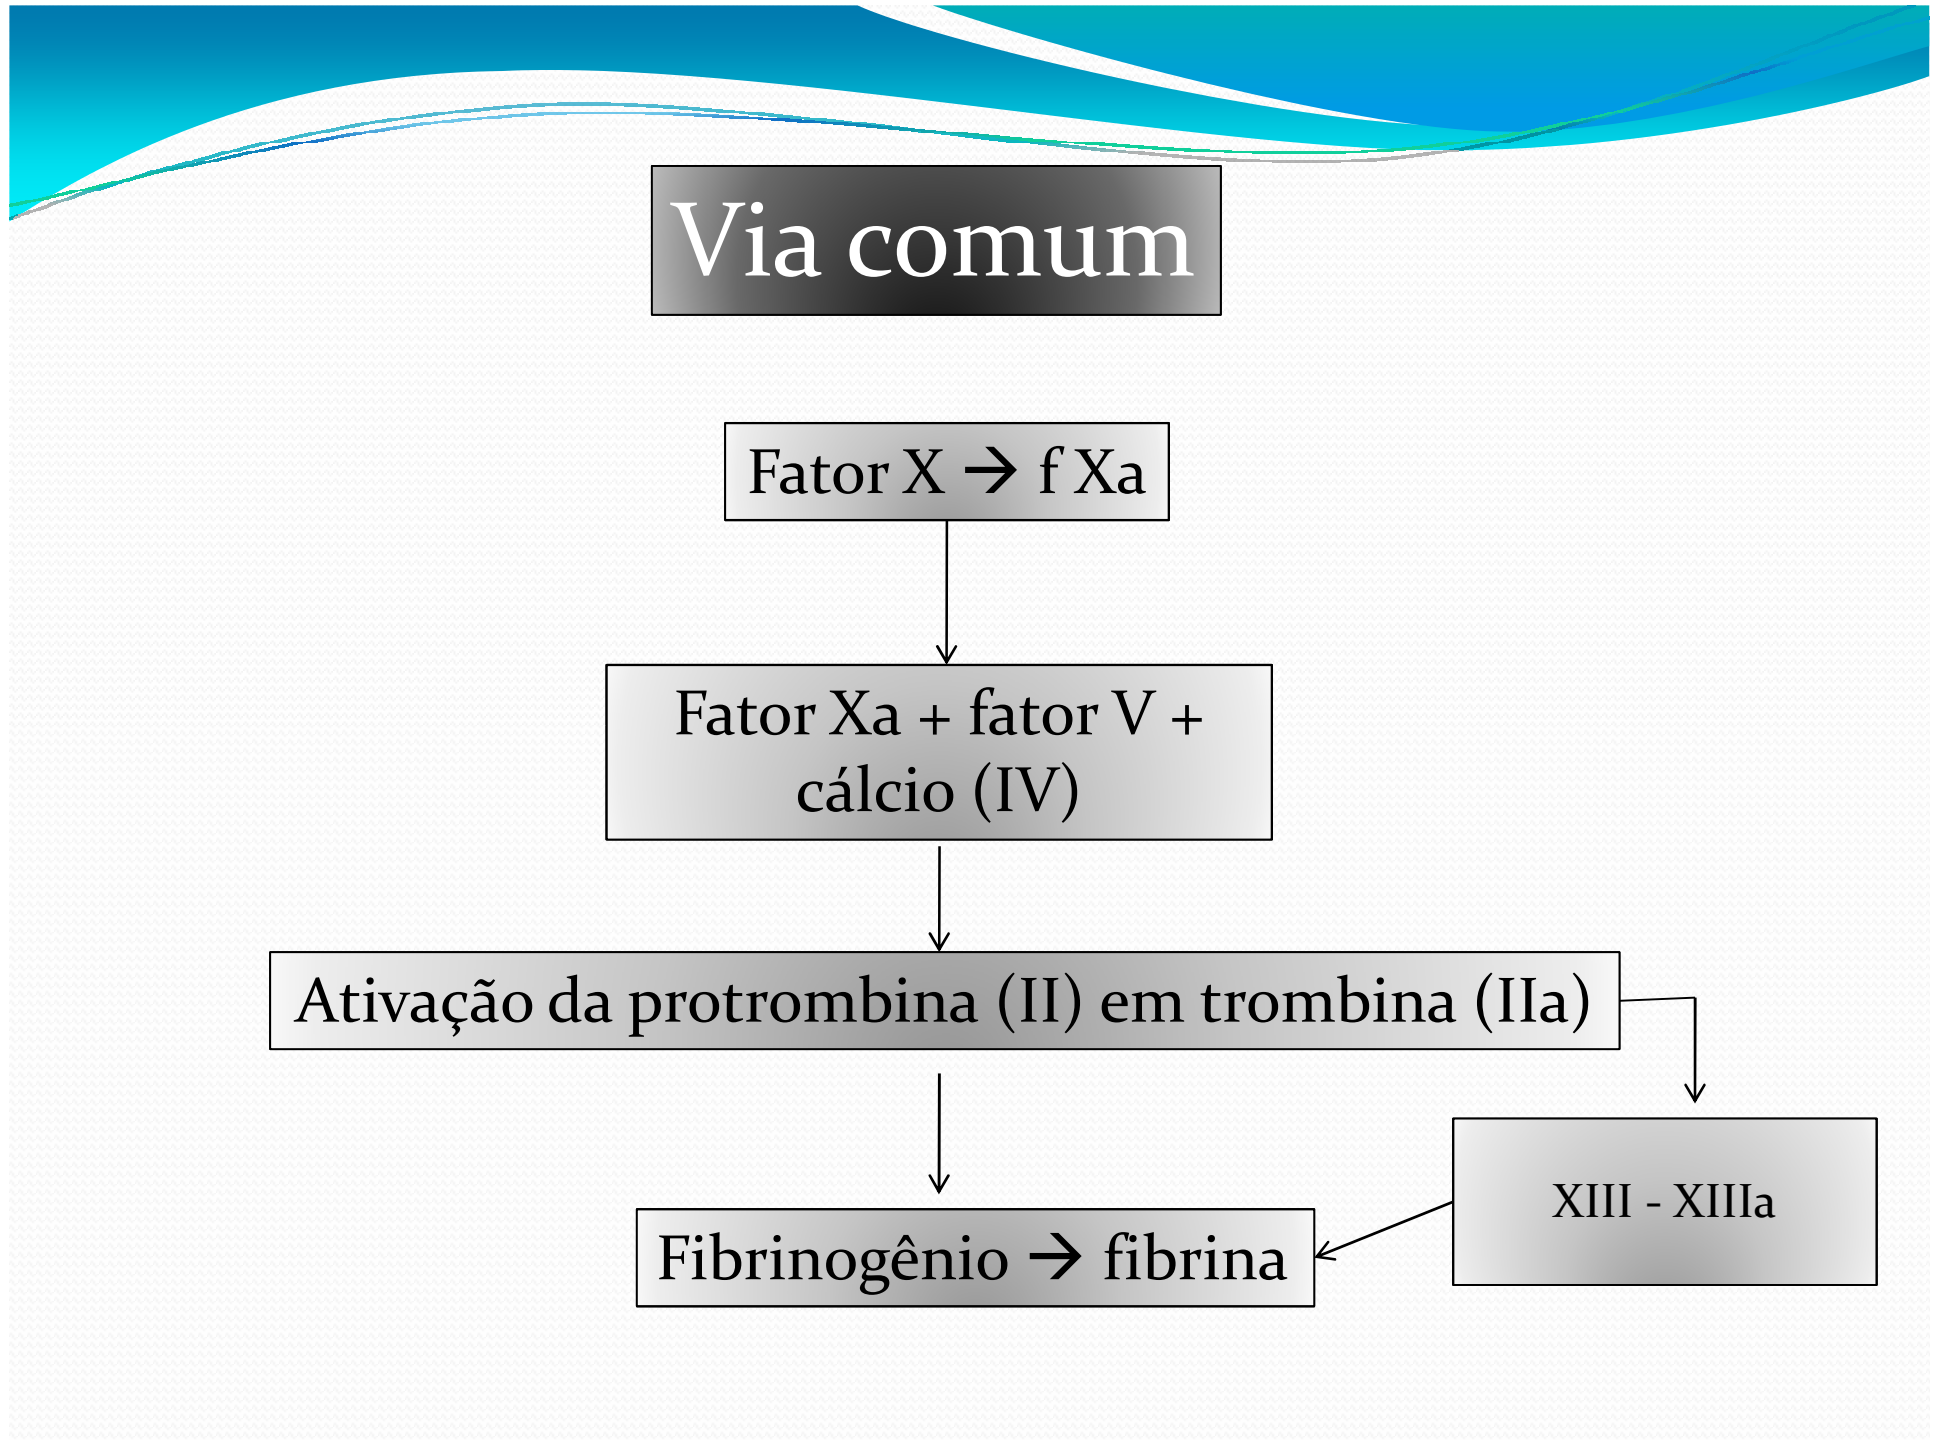 Via comum
Fator X → f Xa
Fator Xa + fator V +
cálcio (IV)
Ativação da protrombina (II) em trombina (IIa)
XIII - XIIIa
Fibrinogênio → fibrina